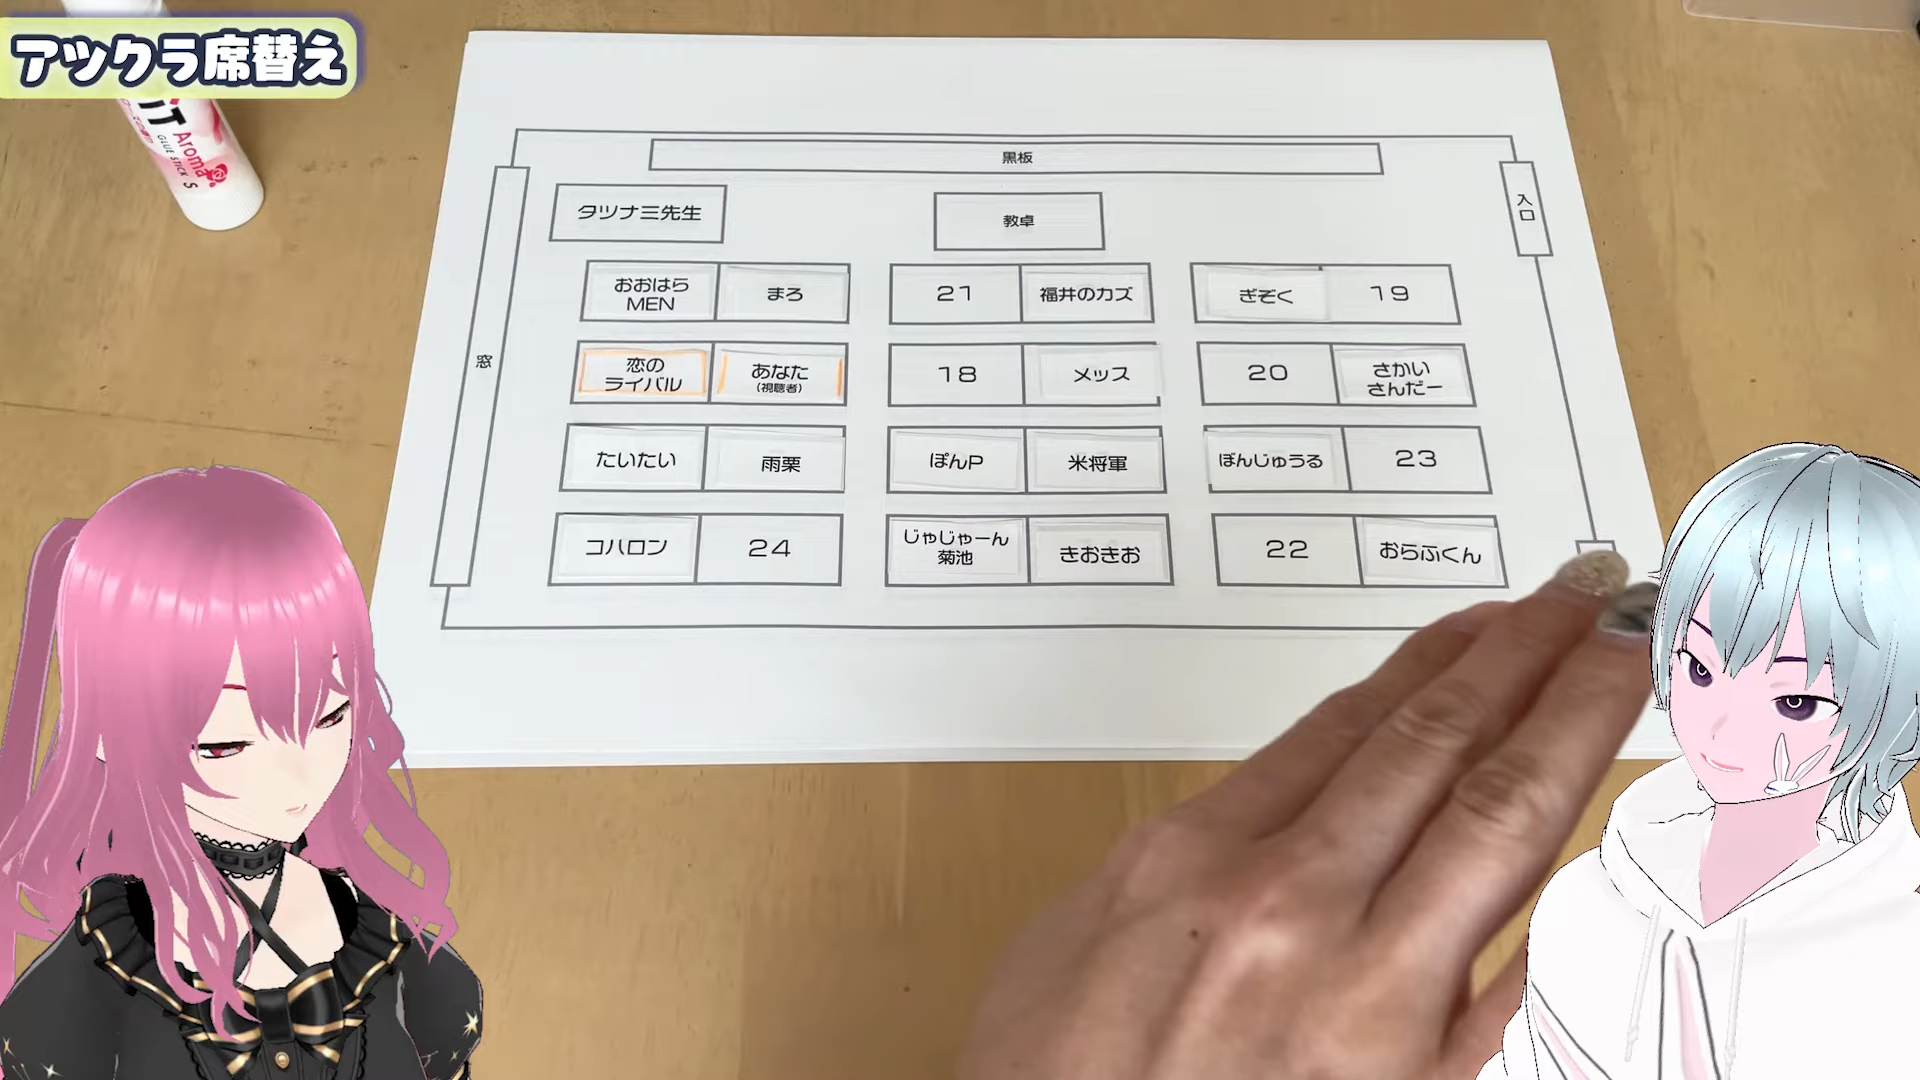 アツクラ席替え
iT
Aroma
GLUE STICK S
黒板
タツナミ先生
教卓
入口
窓
おおはら
MEN
まろ
21
福井のカズ
ぎぞく
19
恋の
ライバル
あなた
(視聴者)
18
メッス
20
さかい
さんだー
たいたい
雨栗
ぽんP
米将軍
ぼんじゅうる
23
コハロン
24
じゃじゃーん
菊池
きおきお
22
おらふくん